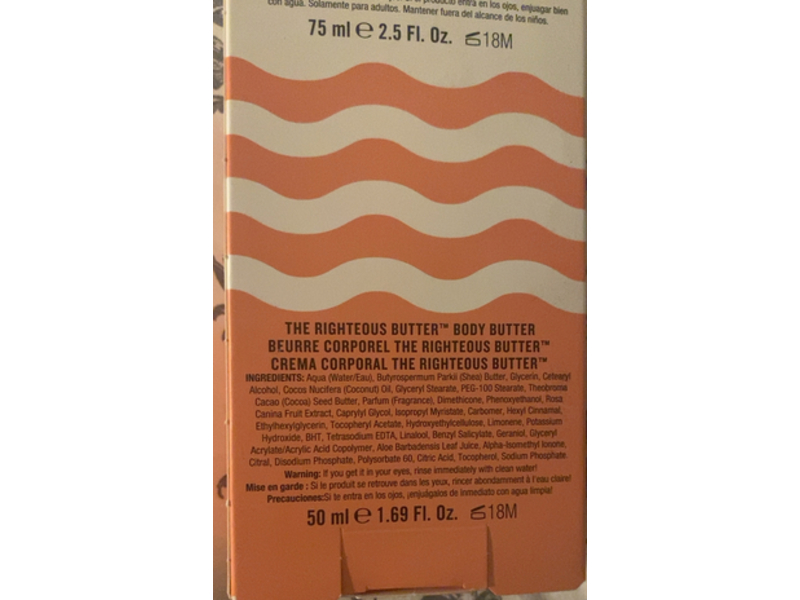 entra en los ojos, enjuagar bien
con agua. Solamente para adultos. Mantener fuera del alcance de los niños.
75 ml e 2.5 Fl. Oz. 18M
THE RIGHTEOUS BUTTER™ BODY BUTTER
BEURRE CORPOREL THE RIGHTEOUS BUTTER™
CREMA CORPORAL THE RIGHTEOUS BUTTER™
INGREDIENTS: Aqua (Water/Eau), Butyrospermum Parkii (Shea) Butter, Glycerin, Cetearyl
Alcohol, Cocos Nucifera (Coconut) Oil, Glyceryl Stearate, PEG-100 Stearate, Theobroma
Cacao (Cocoa) Seed Butter, Parfum (Fragrance), Dimethicone, Phenoxyethanol, Rosa
Canina Fruit Extract, Caprylyl Glycol, Isopropyl Myristate, Carbomer, Hexyl Cinnamal,
Ethylhexylglycerin, Tocopheryl Acetate, Hydroxyethylcellulose, Limonene, Potassium
Hydroxide, BHT, Tetrasodium EDTA, Linalool, Benzyl Salicylate, Geraniol, Glyceryl
Acrylate/Acrylic Acid Copolymer, Aloe Barbadensis Leaf Juice, Alpha-Isomethyl Ionone,
Citral, Disodium Phosphate, Polysorbate 60, Citric Acid, Tocopherol, Sodium Phosphate.
Warning: If you get it in your eyes, rinse immediately with clean water!
Mise en garde : Si le produit se retrouve dans les yeux, rincer abondamment à l'eau claire!
Precauciones:Si te entra en los ojos, ¡enjuágalos de inmediato con agua limpia!
50 ml e 1.69 Fl. Oz. 18M